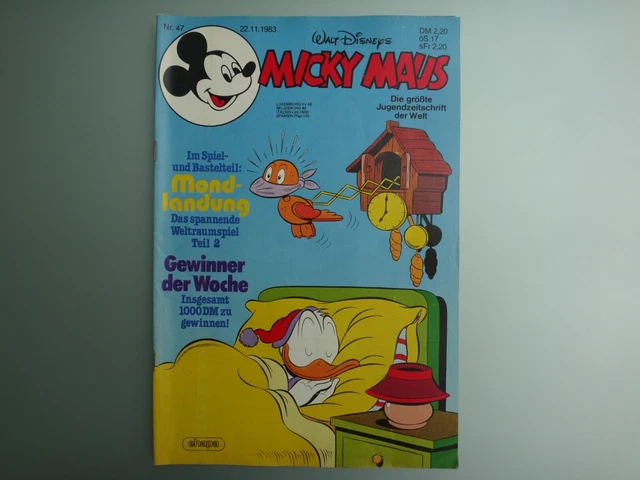 Nr. 47
22.11.1983
DM 2,20
öS 17
sFr 2,20
Walt Disneys
MICKY MAUS
Die größte
Jugendzeitschrift
der Welt
Im Spiel-
und Bastelteil:
Mond-
landung
Das spannende
Weltraumspiel
Teil 2
Gewinner
der Woche
Insgesamt
1000 DM zu
gewinnen!
ehapa